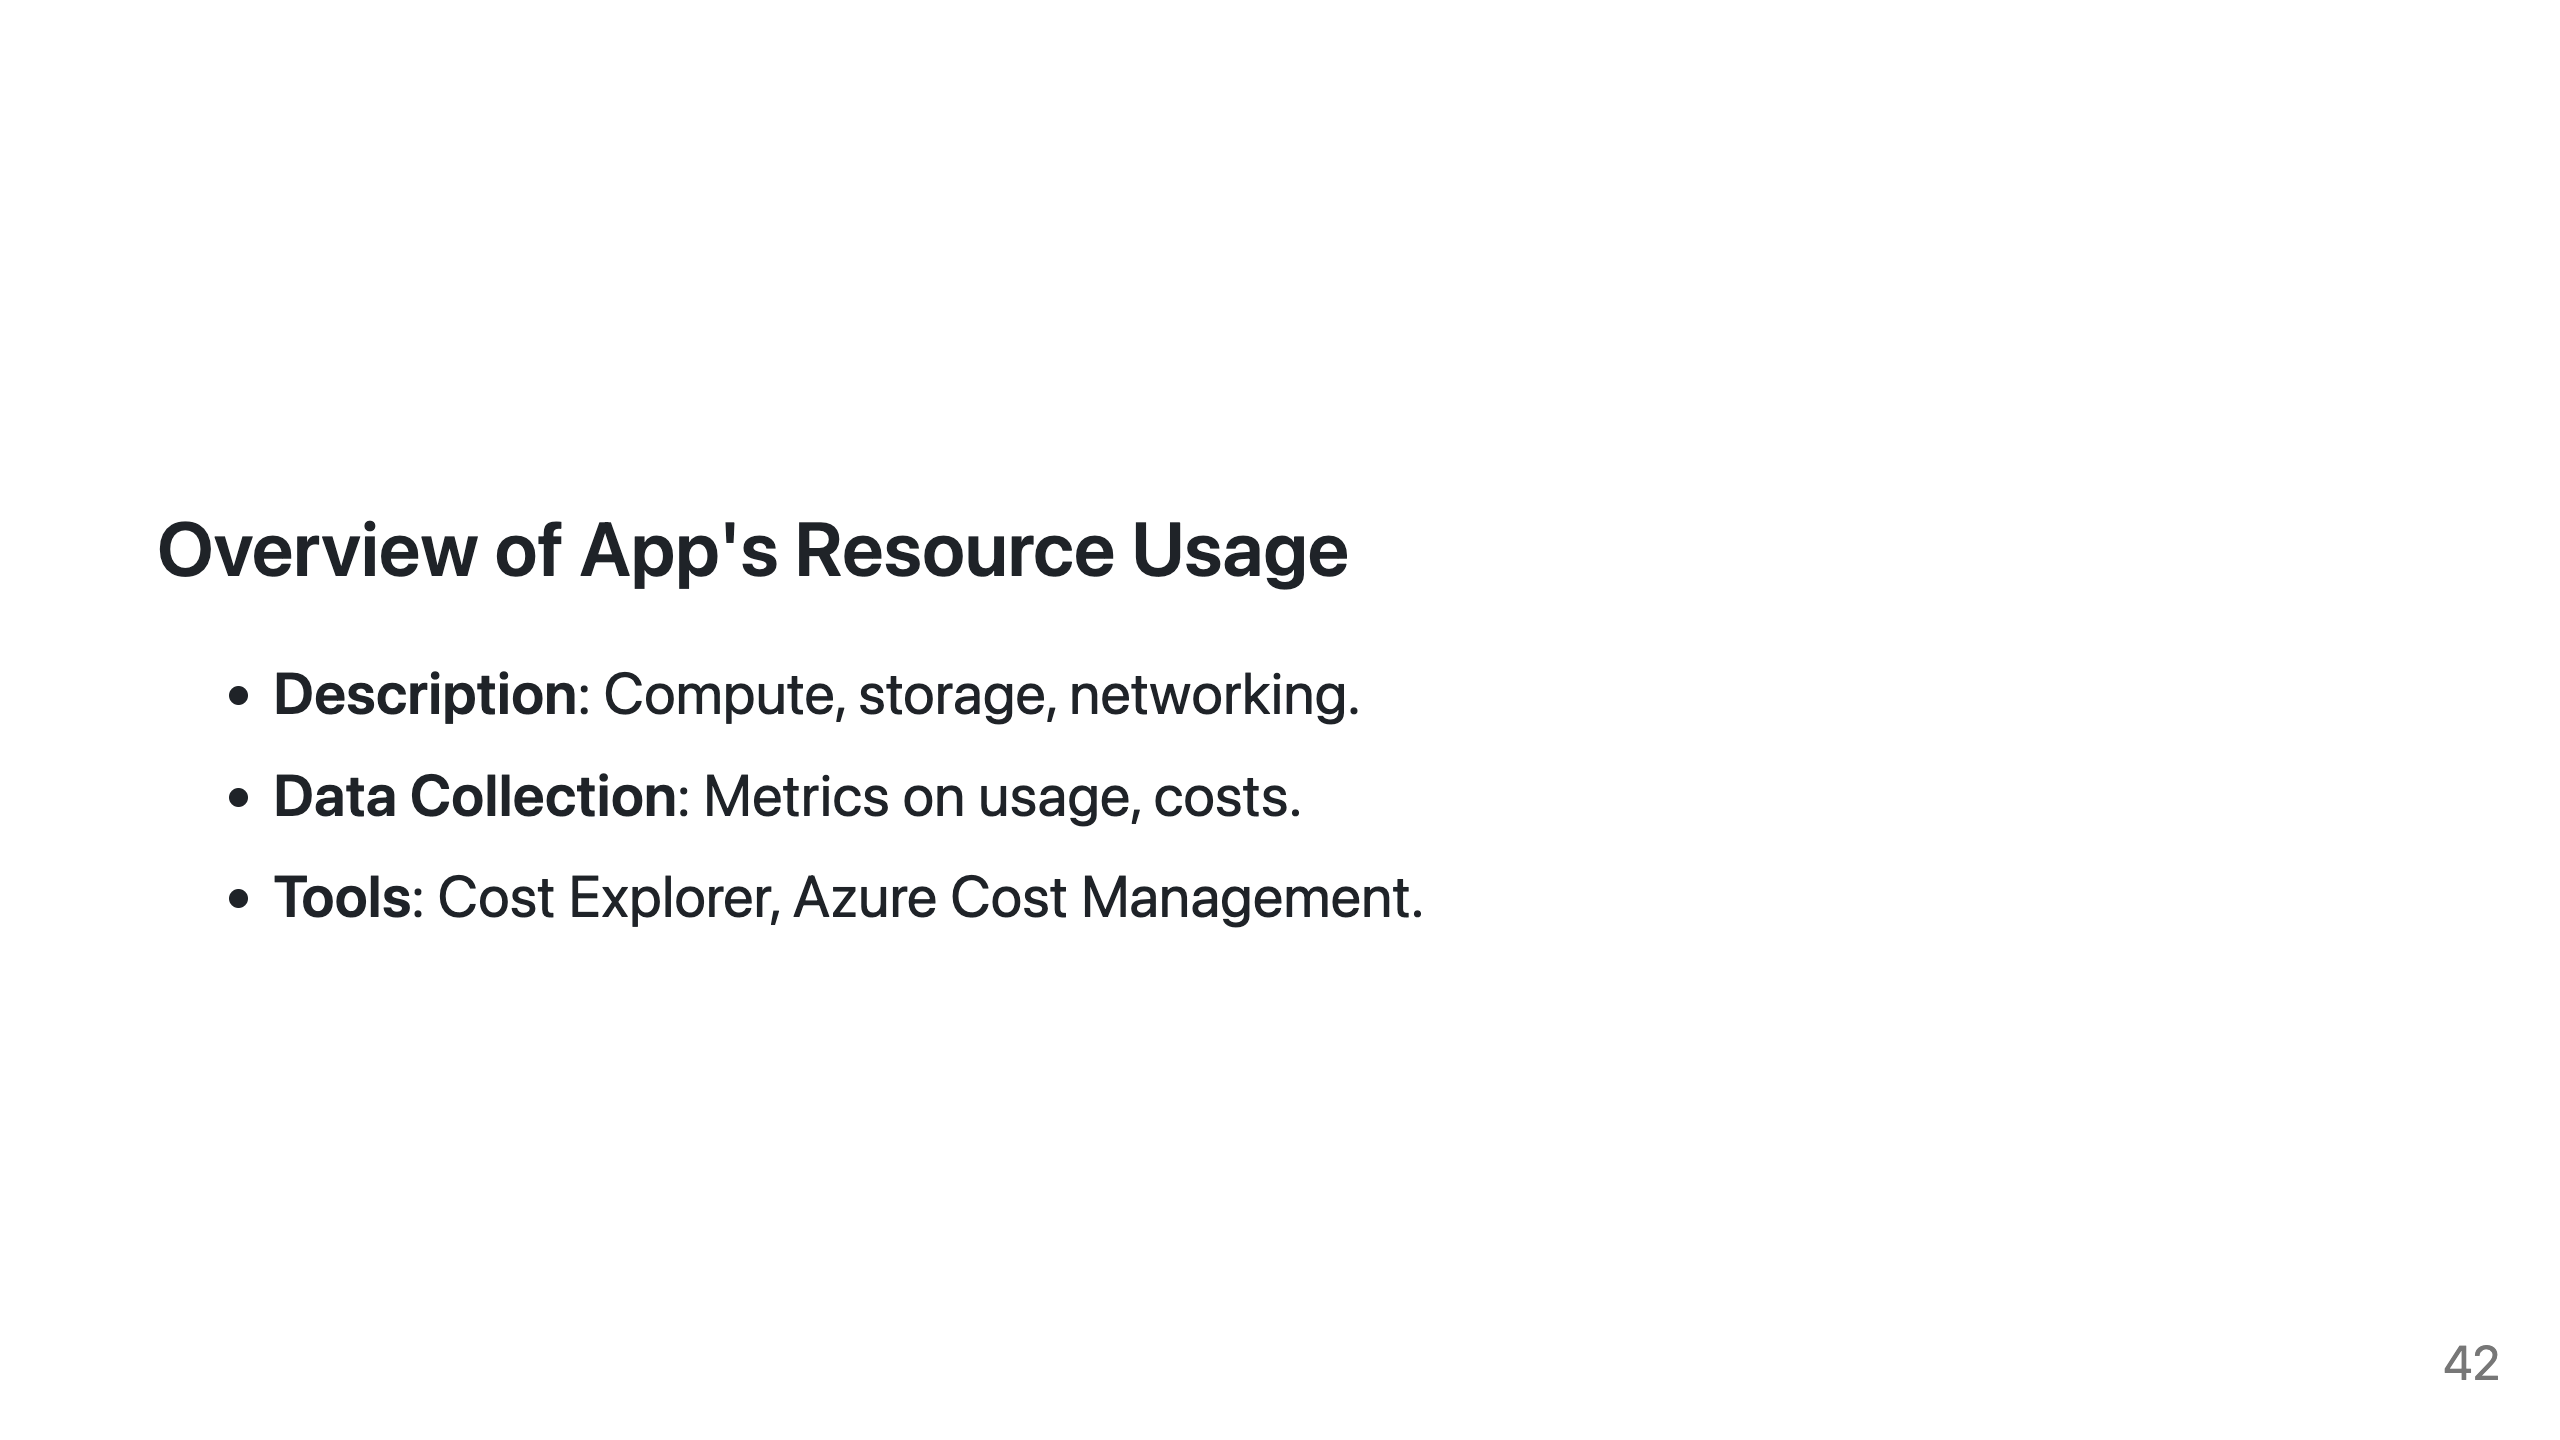 Overview of App's Resource Usage
Description: Compute, storage, networking.
Data Collection: Metrics on usage, costs.
Tools: Cost Explorer, Azure Cost Management.
42